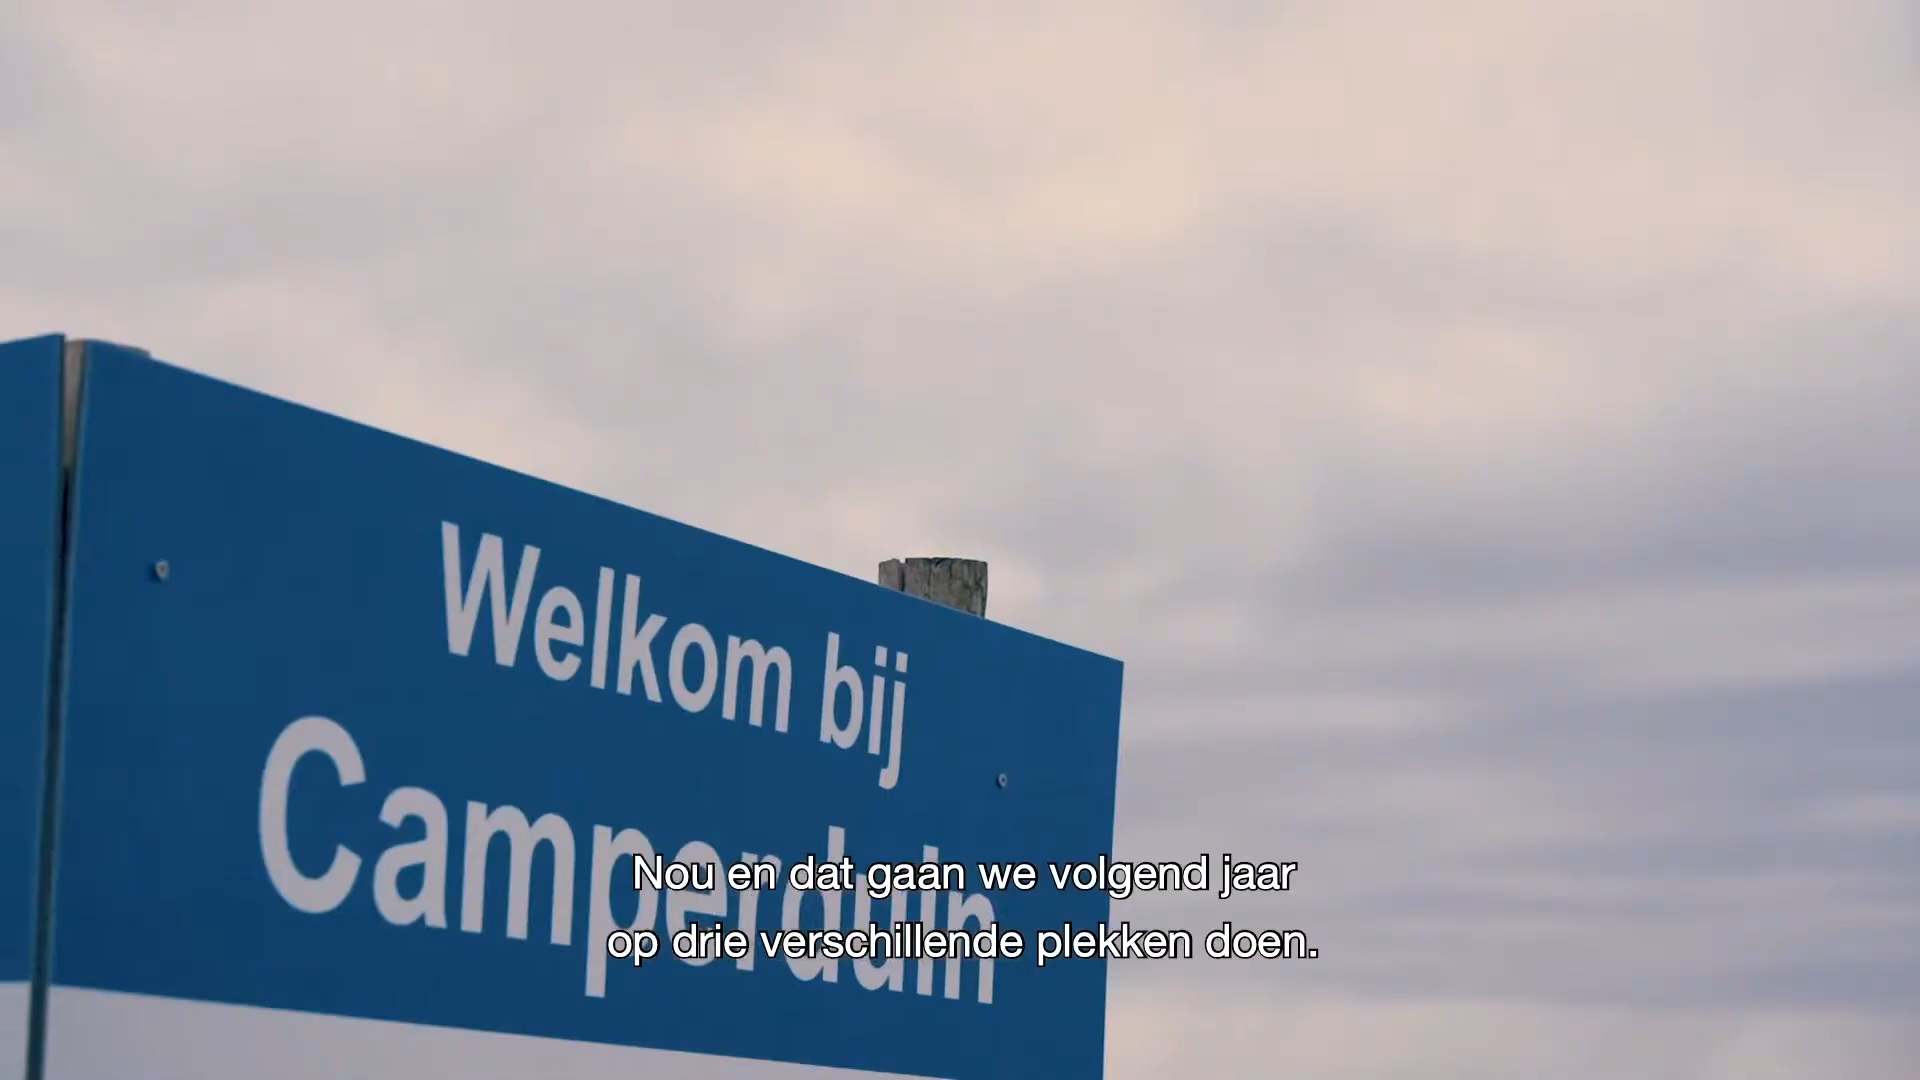 Welkom bij
Camperduin
Nou en dat gaan we volgend jaar
op drie verschillende plekken doen.